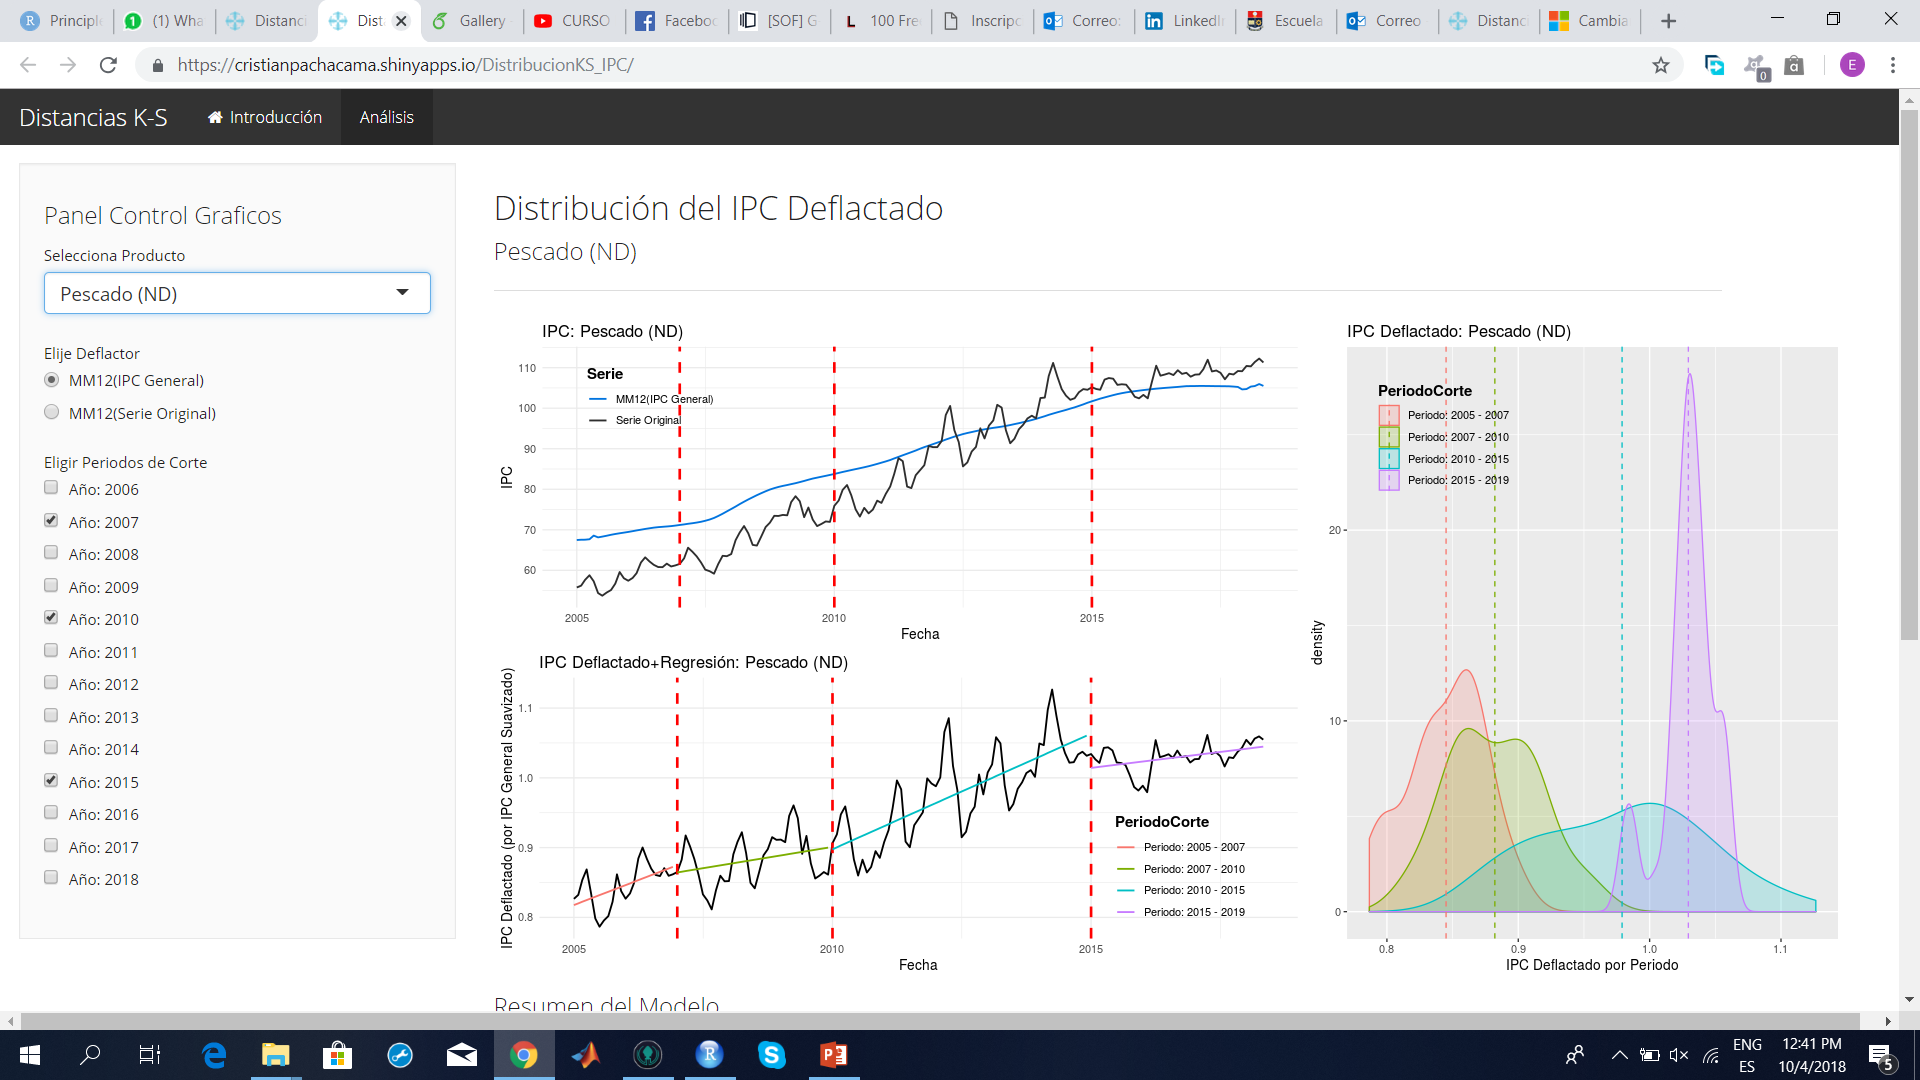 Principl
(1) Wha
Distanci
Dist
Gallery
CURSO
Faceboo
[SOF] G
100 Fre
Inscripc
Correo:
LinkedIn
Escuela
Correo
Distanc
Cambia
https://cristianpachacama.shinyapps.io/DistribucionKS_IPC/
0
E
Distancias K-S
Introducción
Análisis
Panel Control Graficos
Selecciona Producto
Pescado (ND)
Elije Deflactor
MM12(IPC General)
MM12(Serie Original)
Eligir Periodos de Corte
Año: 2006
Año: 2007
Año: 2008
Año: 2009
Año: 2010
Año: 2011
Año: 2012
Año: 2013
Año: 2014
Año: 2015
Año: 2016
Año: 2017
Año: 2018
Distribución del IPC Deflactado
Pescado (ND)
IPC: Pescado (ND)
Serie
MM12(IPC General)
Serie Original
IPC
110
100
90
80
70
60
2005
2010
2015
Fecha
IPC Deflactado+Regresión: Pescado (ND)
IPC Deflactado (por IPC General Suavizado)
1.1
1.0
0.9
0.8
PeriodoCorte
Periodo: 2005 - 2007
Periodo: 2007 - 2010
Periodo: 2010 - 2015
Periodo: 2015 - 2019
2005
2010
2015
Fecha
IPC Deflactado: Pescado (ND)
PeriodoCorte
Periodo: 2005 - 2007
Periodo: 2007 - 2010
Periodo: 2010 - 2015
Periodo: 2015 - 2019
density
20
10
0
0.8
0.9
1.0
1.1
IPC Deflactado por Periodo
Resumen del Modelo
ENG
ES
12:41 PM
10/4/2018
5